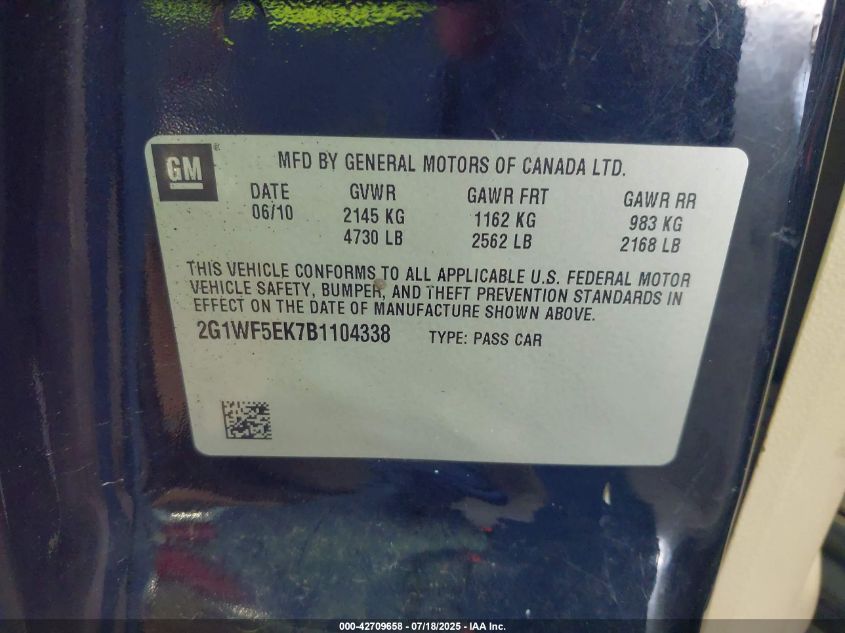 GM ®
MFD BY GENERAL MOTORS OF CANADA LTD.
DATE GVWR GAWR FRT GAWR RR
06/10 2145 KG 1162 KG 983 KG
4730 LB 2562 LB 2168 LB
THIS VEHICLE CONFORMS TO ALL APPLICABLE U.S. FEDERAL MOTOR
VEHICLE SAFETY, BUMPER, AND THEFT PREVENTION STANDARDS IN
EFFECT ON THE DATE OF MANUFACTURE SHOWN ABOVE.
2G1WF5EK7B1104338 TYPE: PASS CAR
000-42709658 - 07/18/2025 - IAA Inc.